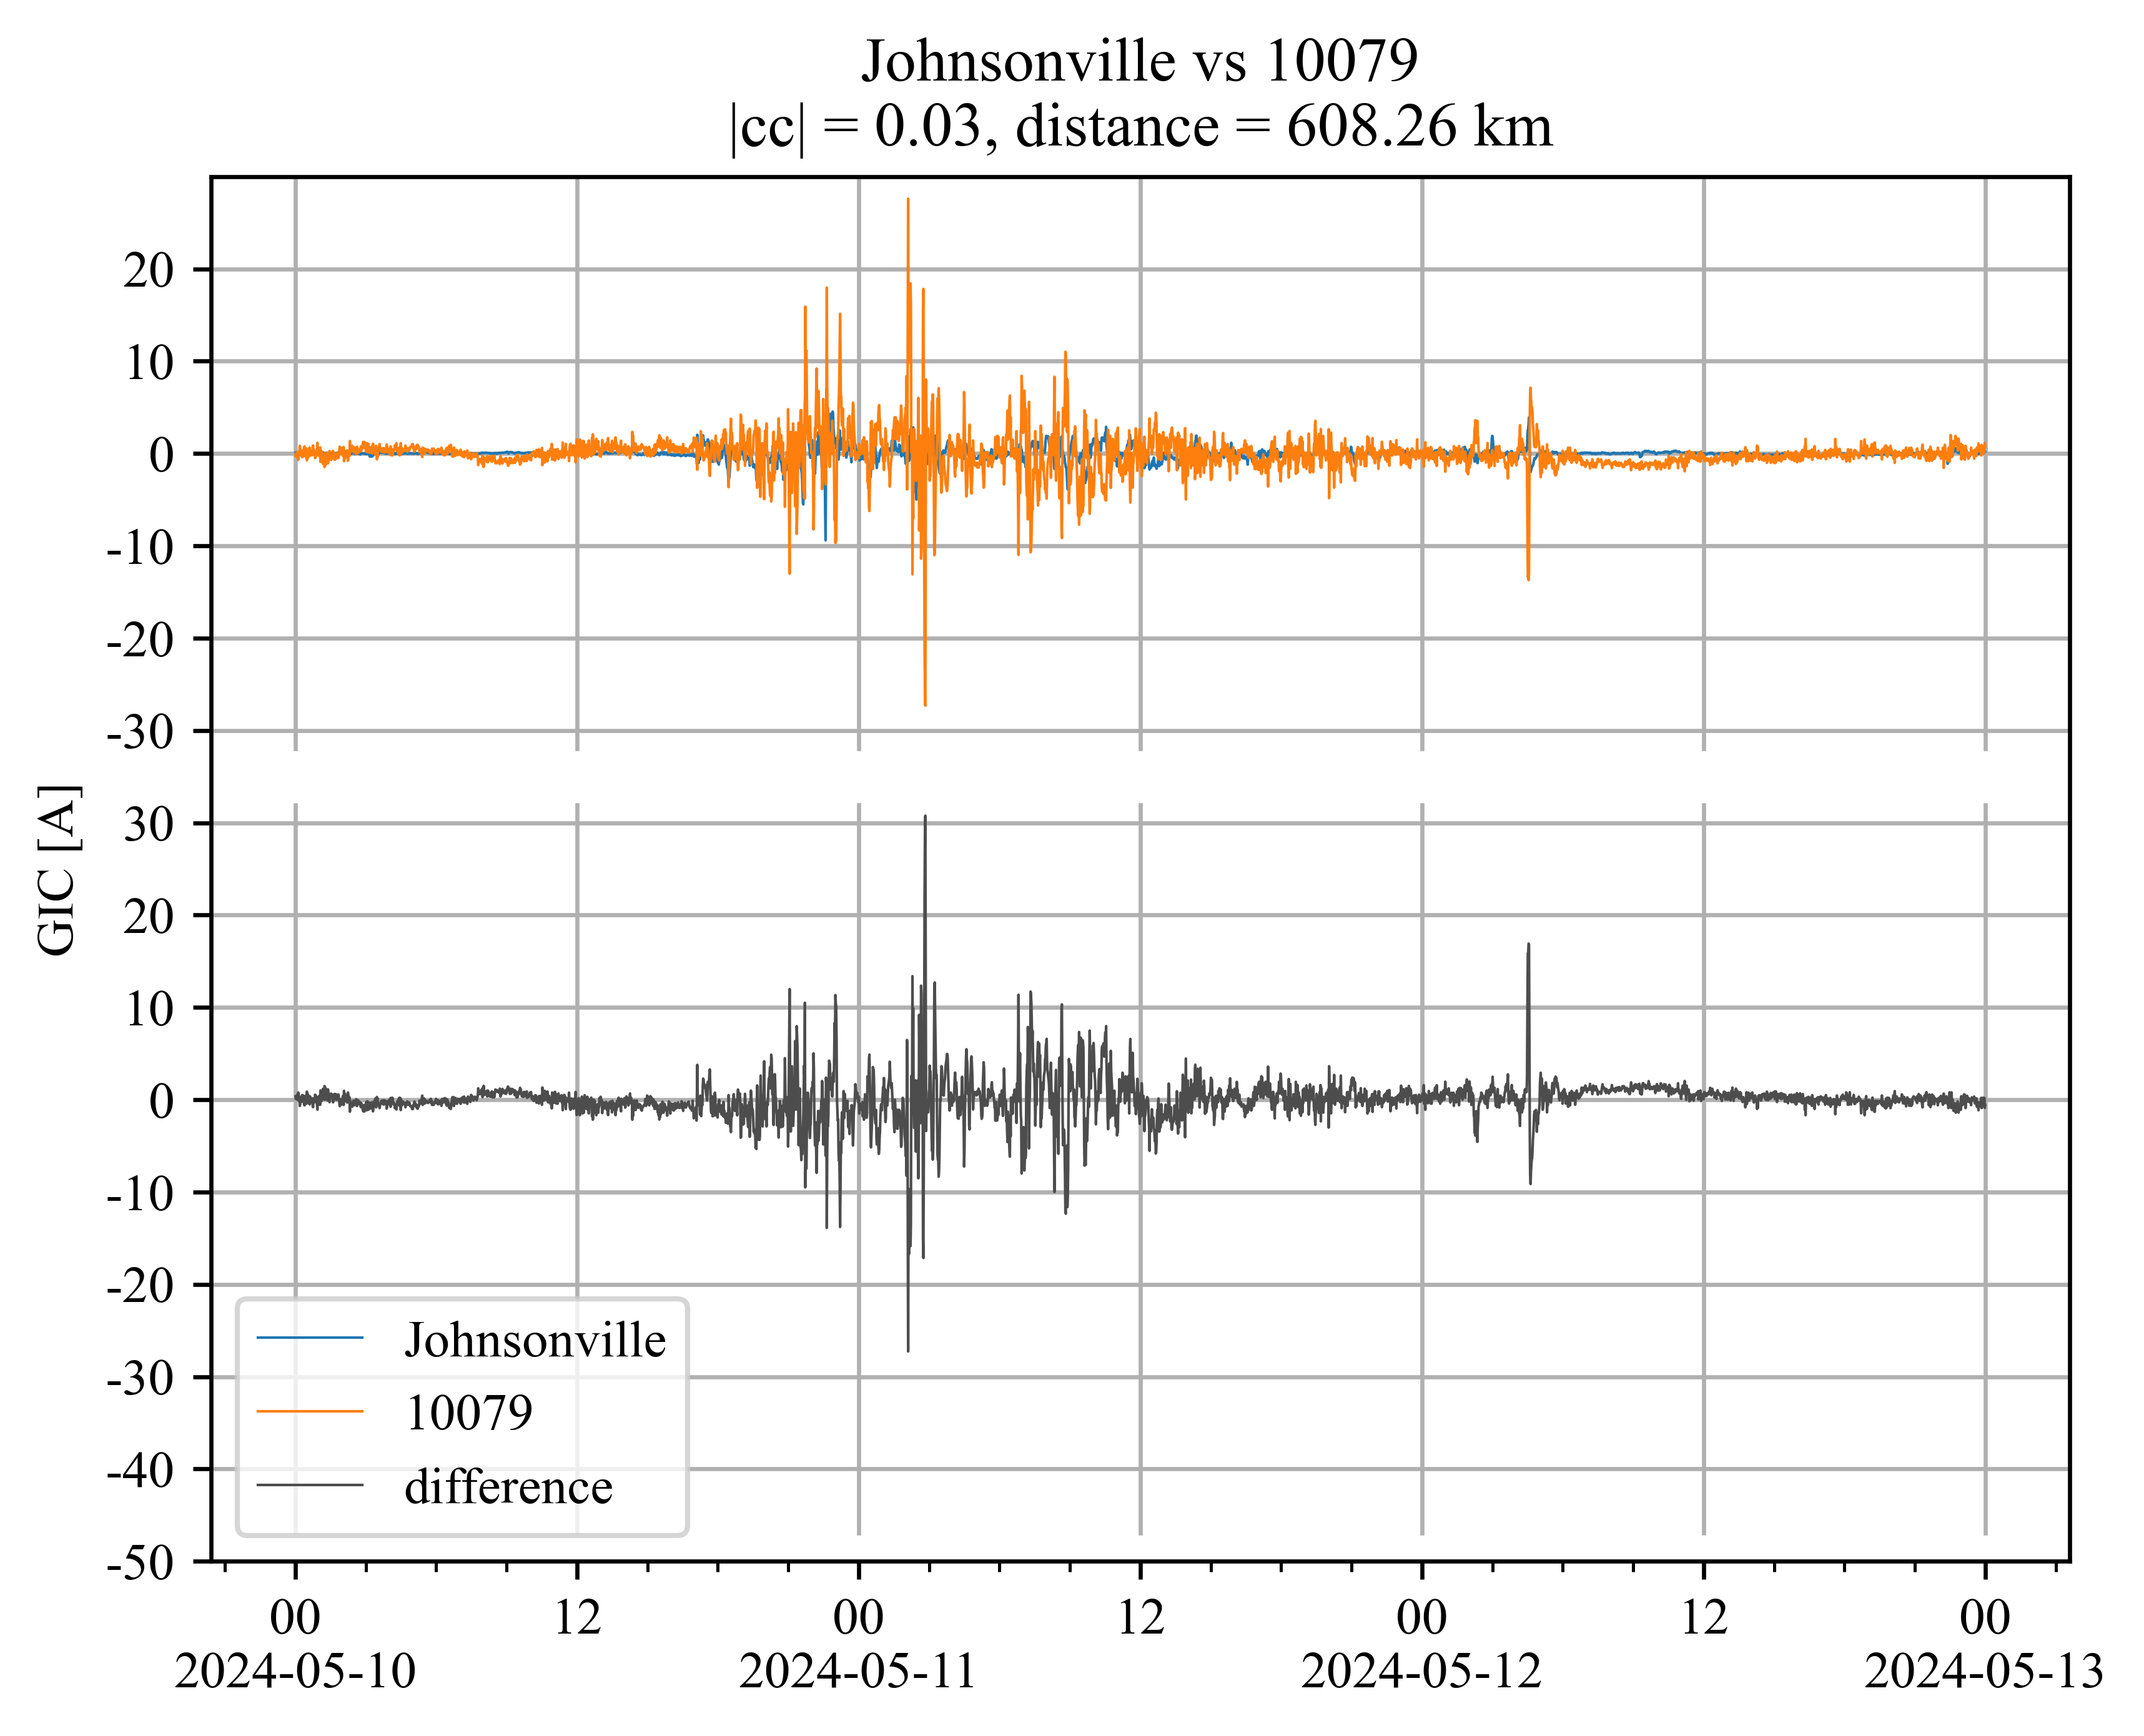 Johnsonville vs 10079
|cc| = 0.03, distance = 608.26 km
20
10
0
-10
-20
-30
30
20
10
0
-10
-20
-30
-40
-50
GIC [A]
Johnsonville
10079
difference
00 12 00 12 00 12 00
2024-05-10 2024-05-11 2024-05-12 2024-05-13